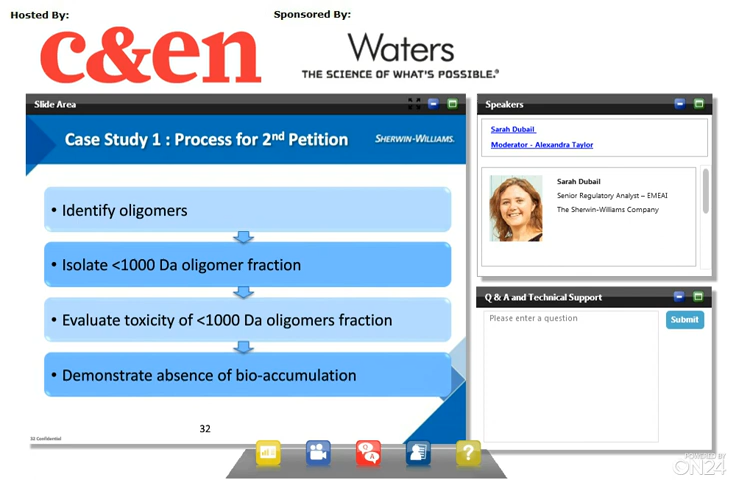 Hosted By:
Sponsored By:
c&en
Waters
THE SCIENCE OF WHAT'S POSSIBLE.®
Slide Area
Case Study 1 : Process for 2nd Petition
SHERWIN-WILLIAMS.
• Identify oligomers
• Isolate <1000 Da oligomer fraction
• Evaluate toxicity of <1000 Da oligomers fraction
• Demonstrate absence of bio-accumulation
32
32 Confidential
Speakers
Sarah Dubail
Moderator - Alexandra Taylor
Sarah Dubail
Senior Regulatory Analyst – EMEAI
The Sherwin-Williams Company
Q & A and Technical Support
Please enter a question
Submit
Q
A
?
POWERED BY
ON24